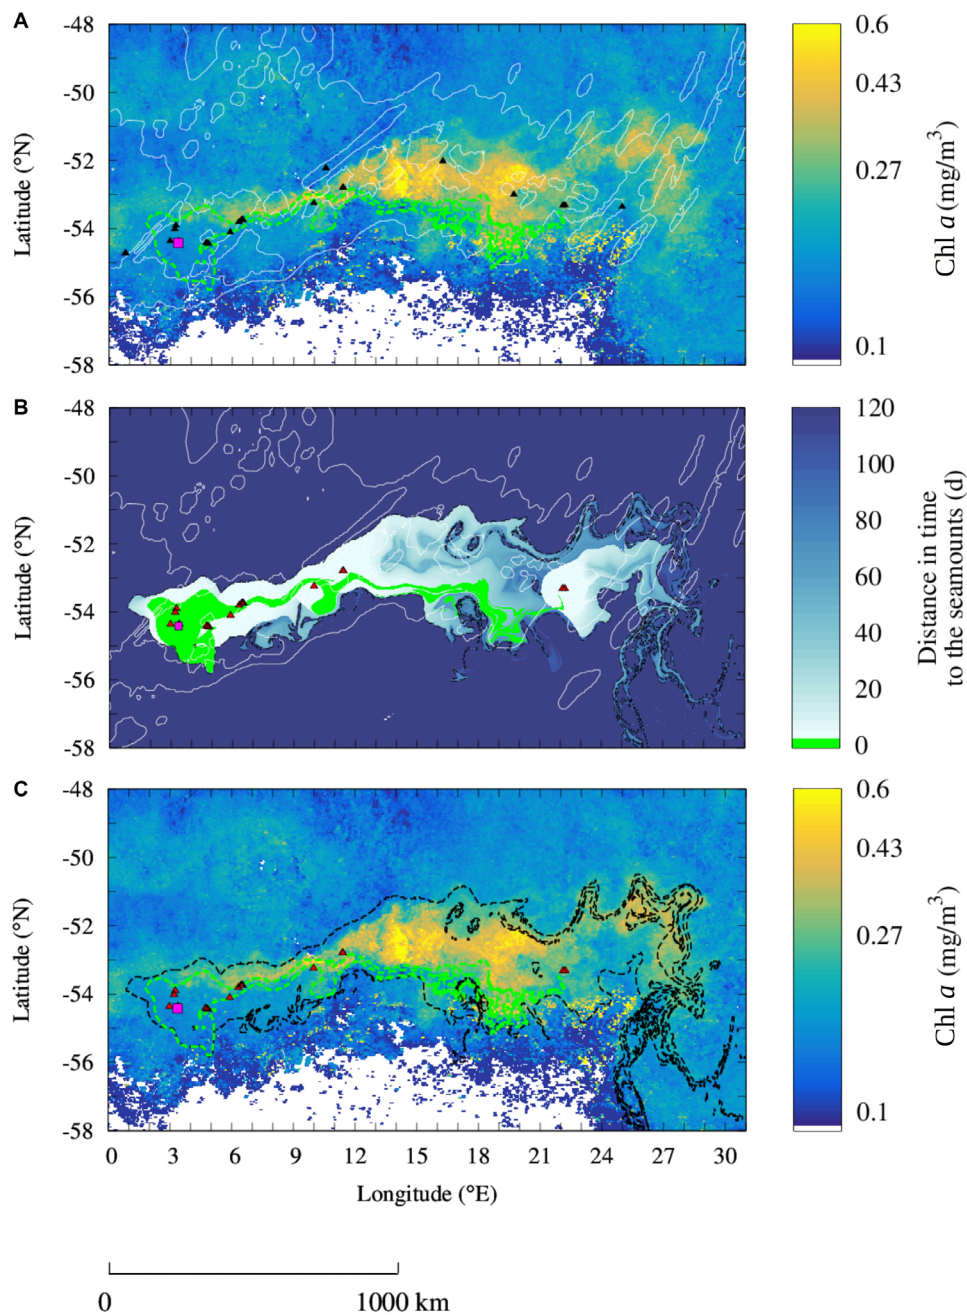 A
-48
-50
-52
-54
-56
-58
Latitude (°N)
0.6
0.43
0.27
0.1
Chl a (mg/m³)
B
-48
-50
-52
-54
-56
-58
Latitude (°N)
120
100
80
60
40
20
0
Distance in time
to the seamounts (d)
C
-48
-50
-52
-54
-56
-58
Latitude (°N)
0.6
0.43
0.27
0.1
Chl a (mg/m³)
0 3 6 9 12 15 18 21 24 27 30
Longitude (°E)
0 1000 km